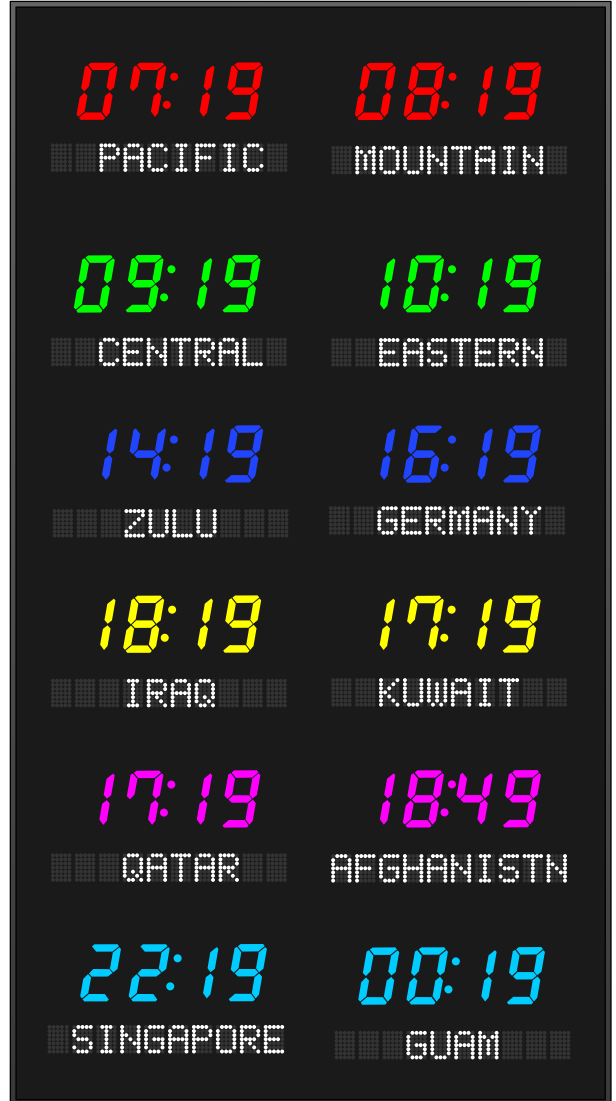 07:19 08:19
PACIFIC MOUNTAIN
09:19 10:19
CENTRAL EASTERN
14:19 16:19
ZULU GERMANY
18:19 17:19
IRAQ KUWAIT
17:19 18:49
QATAR AFGHANISTN
22:19 00:19
SINGAPORE GUAM